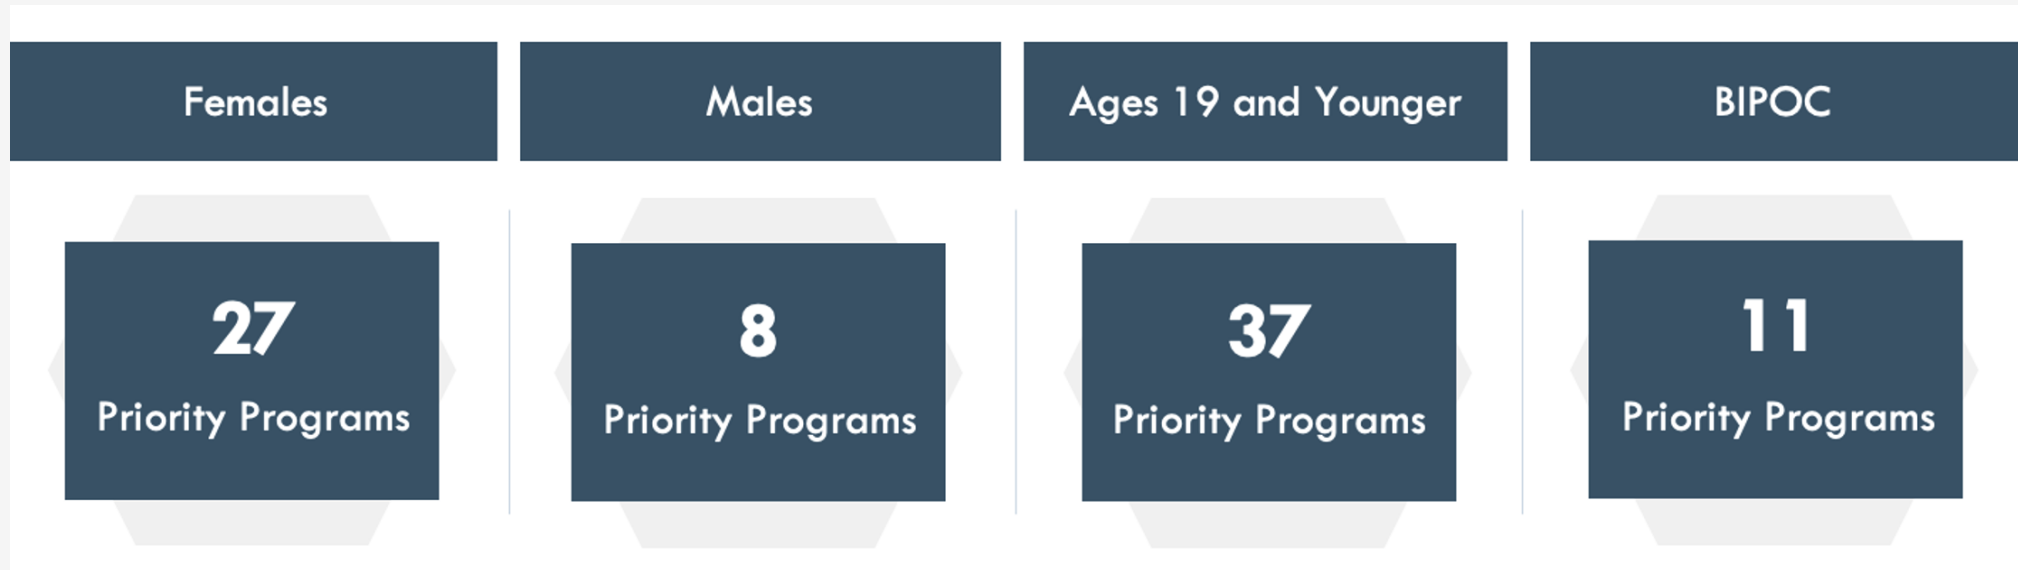 Females
Males
Ages 19 and Younger
BIPOC
27
Priority Programs
8
Priority Programs
37
Priority Programs
11
Priority Programs